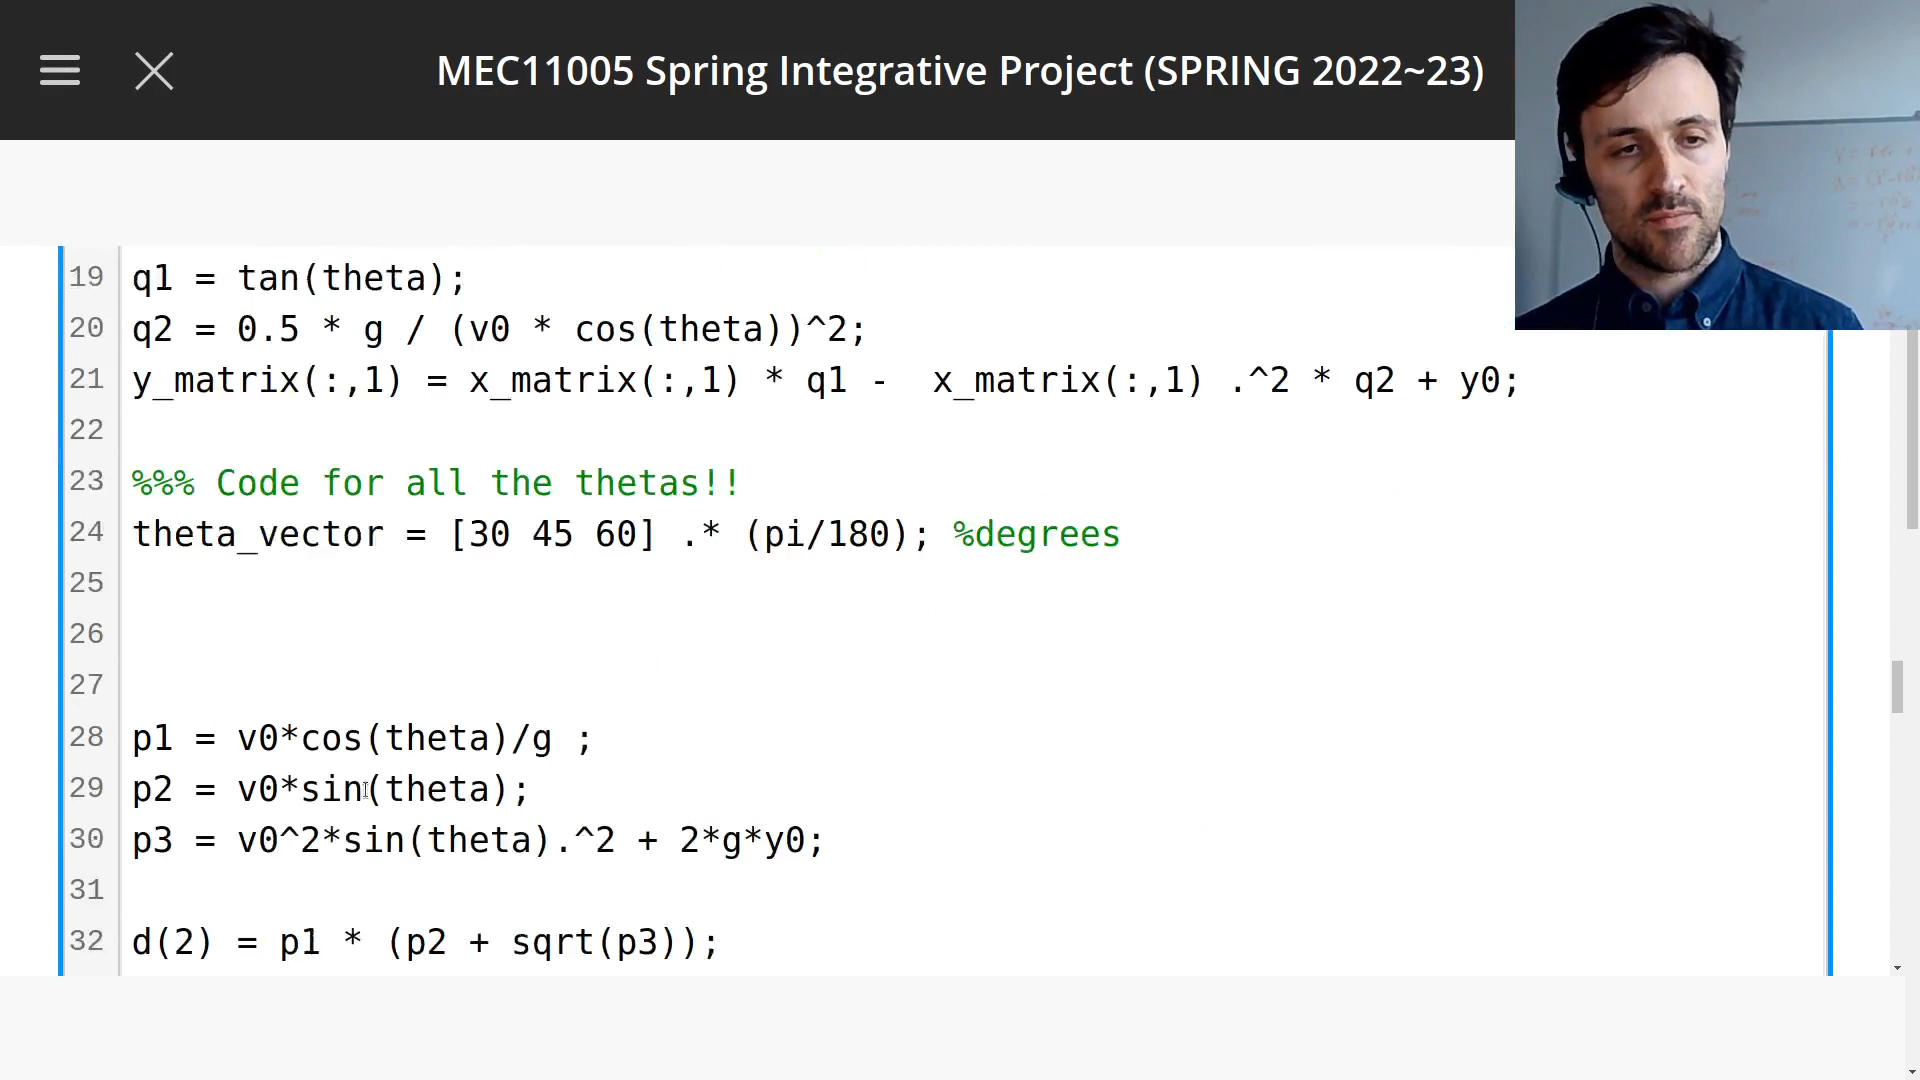 MEC11005 Spring Integrative Project (SPRING 2022~23)
19 q1 = tan(theta);
20 q2 = 0.5 * g / (v0 * cos(theta))^2;
21 y_matrix(:,1) = x_matrix(:,1) * q1 -  x_matrix(:,1) .^2 * q2 + y0;
22
23 %%% Code for all the thetas!!
24 theta_vector = [30 45 60] .* (pi/180); %degrees
25
26
27
28 p1 = v0*cos(theta)/g ;
29 p2 = v0*sin(theta);
30 p3 = v0^2*sin(theta).^2 + 2*g*y0;
31
32 d(2) = p1 * (p2 + sqrt(p3));